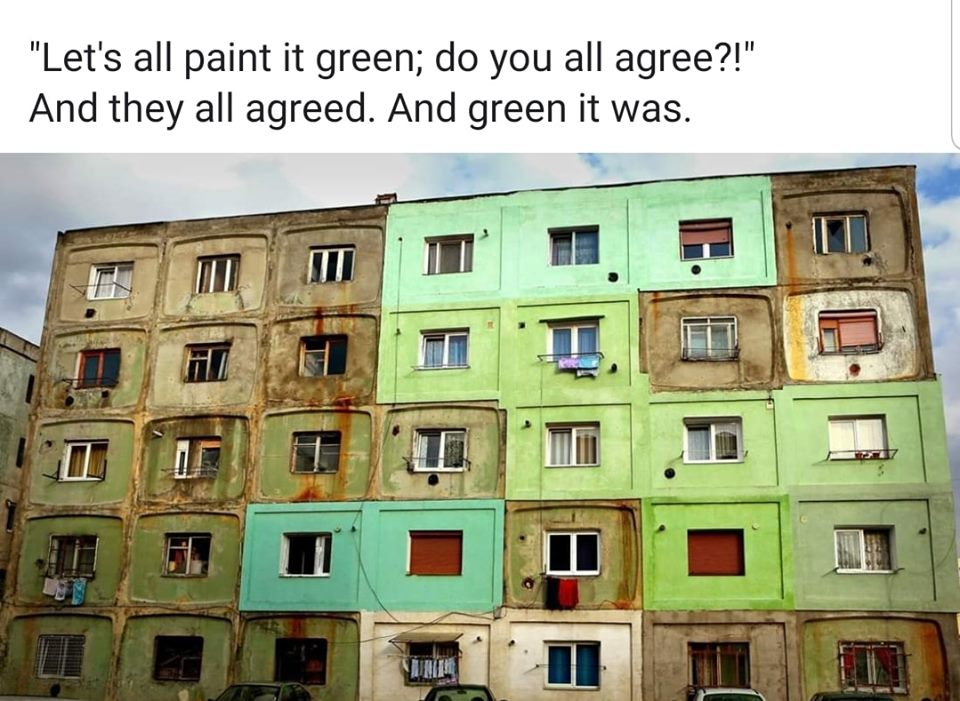 "Let's all paint it green; do you all agree?!"
And they all agreed. And green it was.